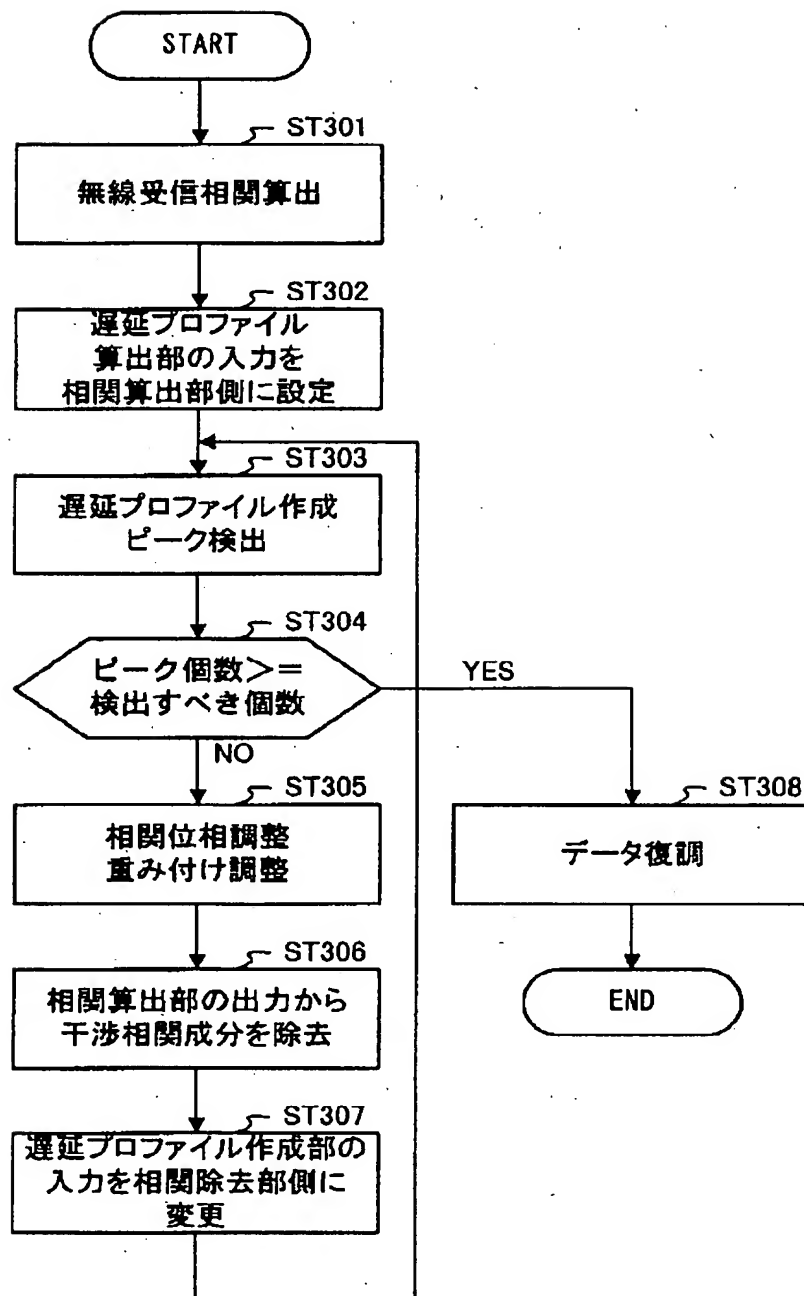 START
ST301
無線受信相関算出
ST302
遅延プロファイル
算出部の入力を
相関算出部側に設定
ST303
遅延プロファイル作成
ピーク検出
ST304
ピーク個数>=
検出すべき個数
YES
NO
ST305
相関位相調整
重み付け調整
ST308
データ復調
ST306
相関算出部の出力から
干渉相関成分を除去
END
ST307
遅延プロファイル作成部の
入力を相関除去部側に
変更